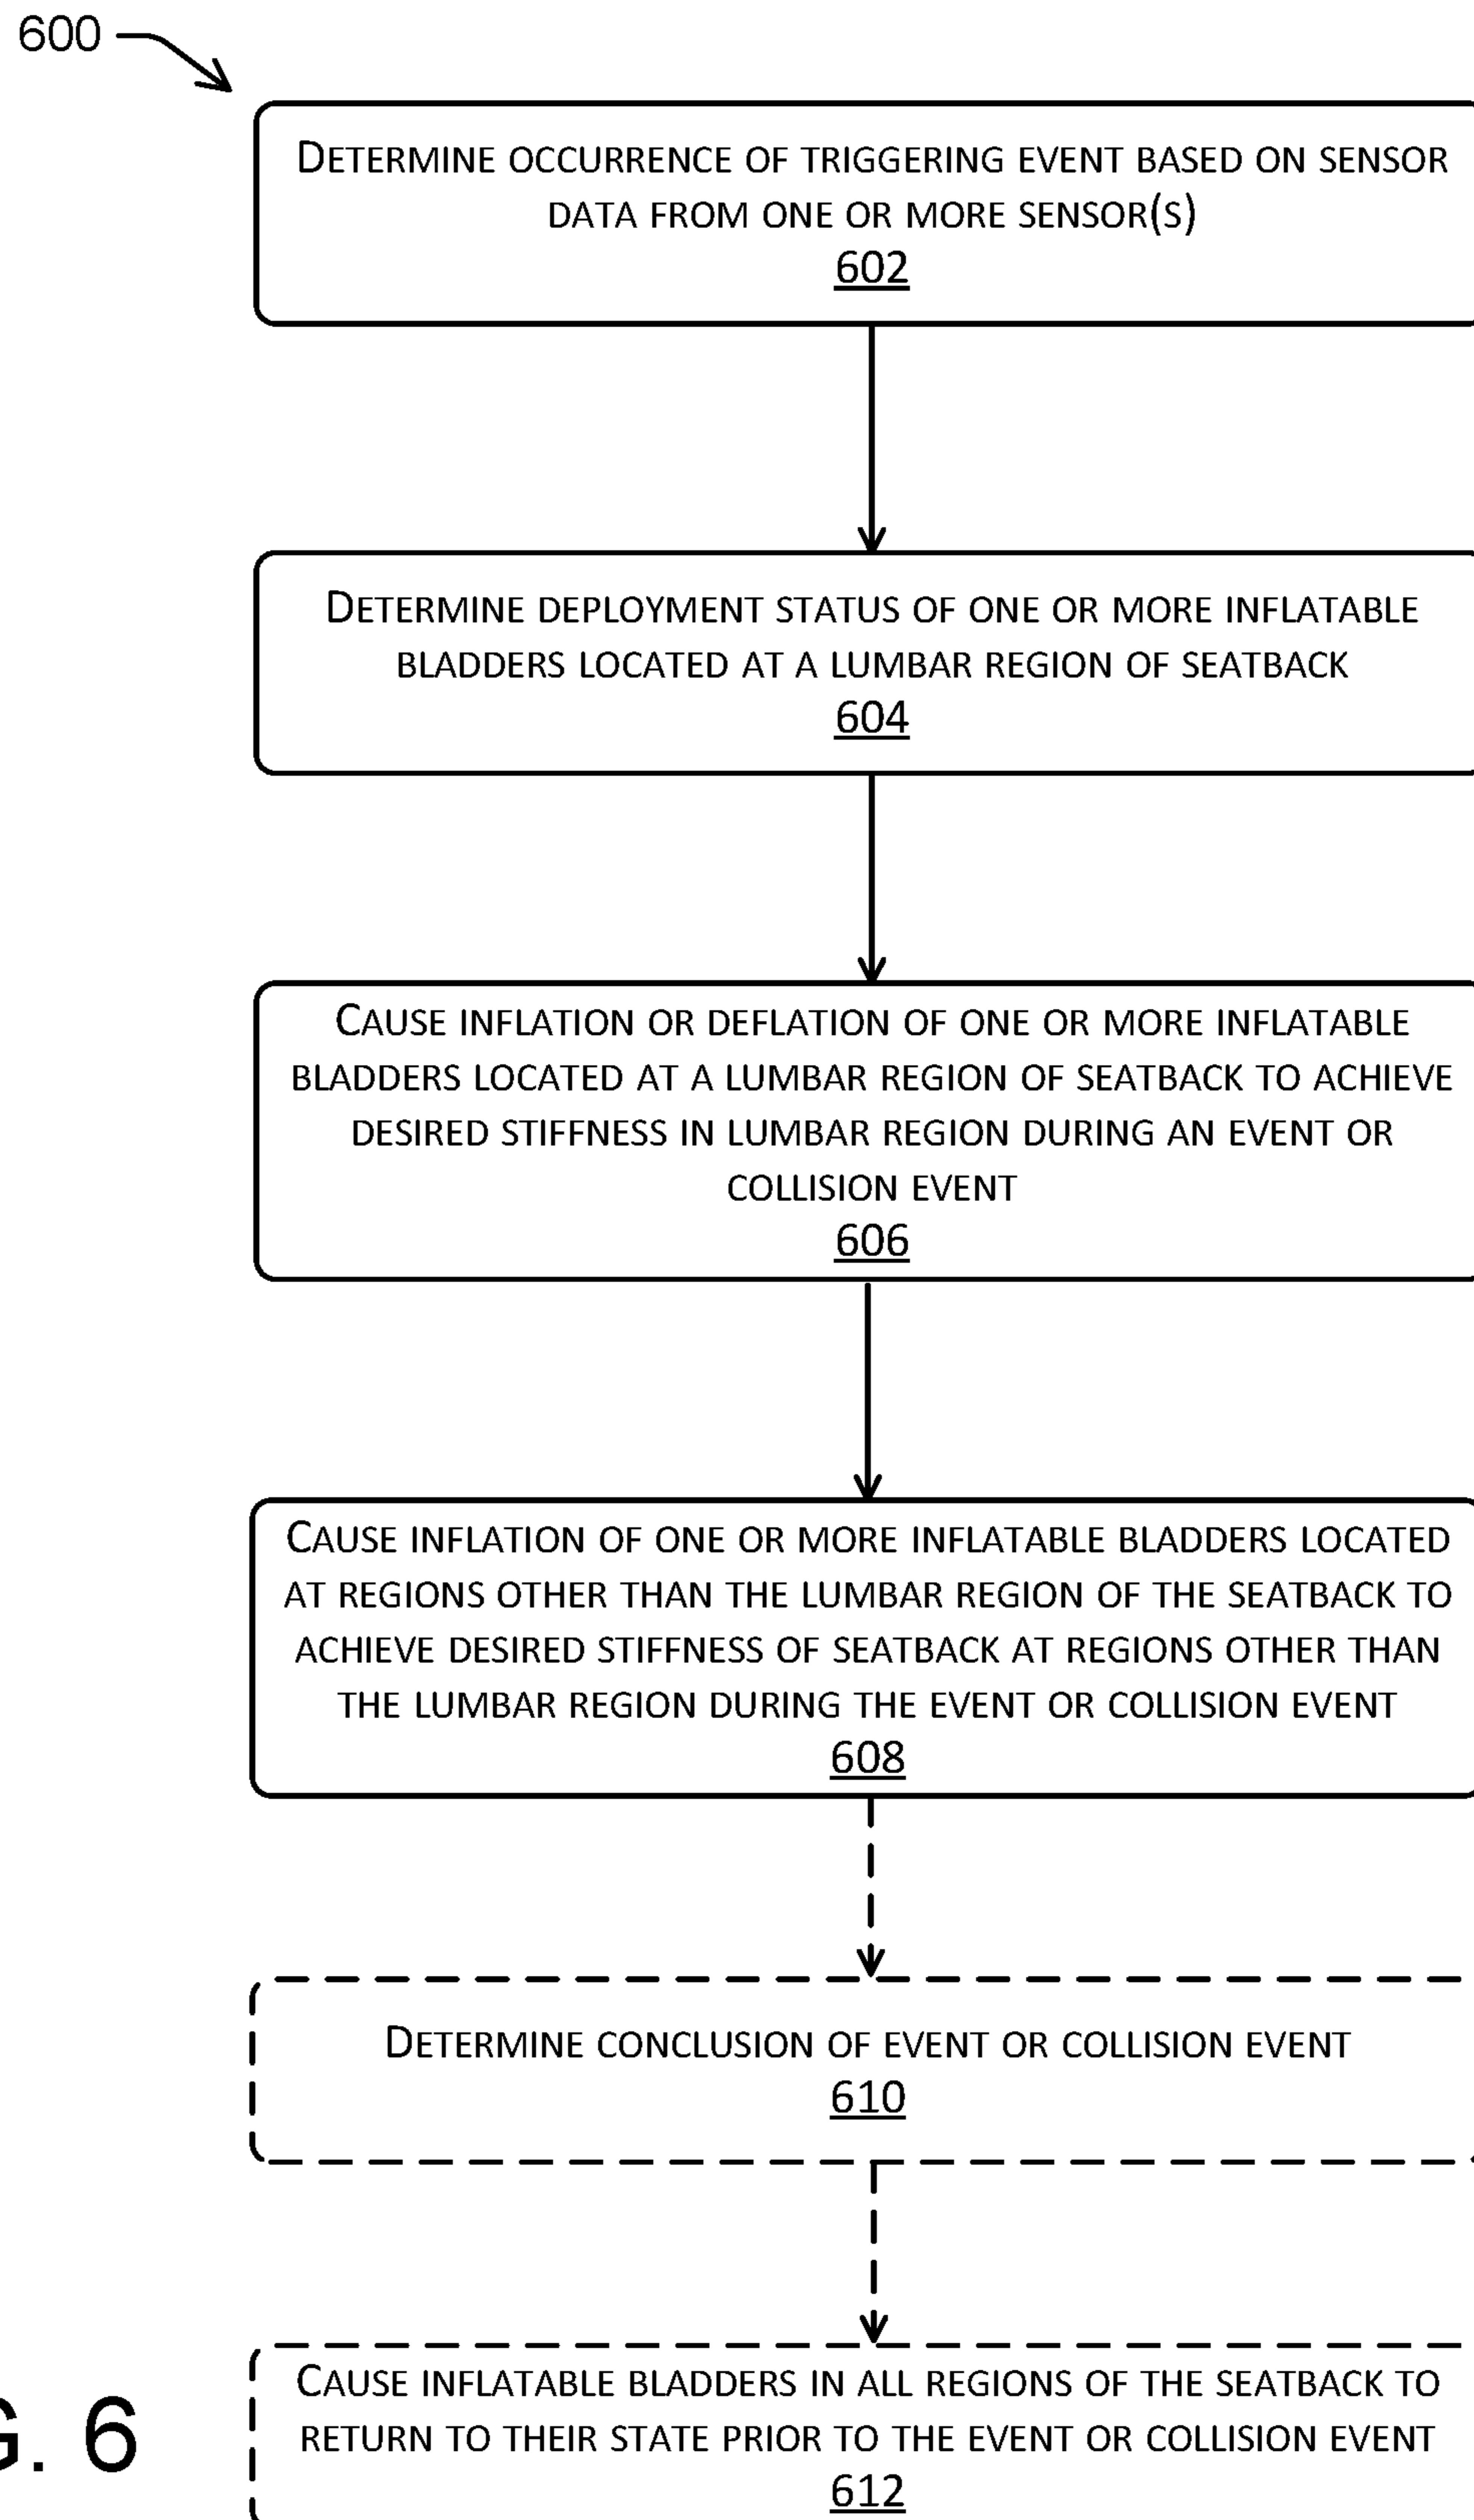 600
DETERMINE OCCURRENCE OF TRIGGERING EVENT BASED ON SENSOR
DATA FROM ONE OR MORE SENSOR(S)
602
DETERMINE DEPLOYMENT STATUS OF ONE OR MORE INFLATABLE
BLADDERS LOCATED AT A LUMBAR REGION OF SEATBACK
604
CAUSE INFLATION OR DEFLATION OF ONE OR MORE INFLATABLE
BLADDERS LOCATED AT A LUMBAR REGION OF SEATBACK TO ACHIEVE
DESIRED STIFFNESS IN LUMBAR REGION DURING AN EVENT OR
COLLISION EVENT
606
CAUSE INFLATION OF ONE OR MORE INFLATABLE BLADDERS LOCATED
AT REGIONS OTHER THAN THE LUMBAR REGION OF THE SEATBACK TO
ACHIEVE DESIRED STIFFNESS OF SEATBACK AT REGIONS OTHER THAN
THE LUMBAR REGION DURING THE EVENT OR COLLISION EVENT
608
DETERMINE CONCLUSION OF EVENT OR COLLISION EVENT
610
CAUSE INFLATABLE BLADDERS IN ALL REGIONS OF THE SEATBACK TO
RETURN TO THEIR STATE PRIOR TO THE EVENT OR COLLISION EVENT
612
G. 6